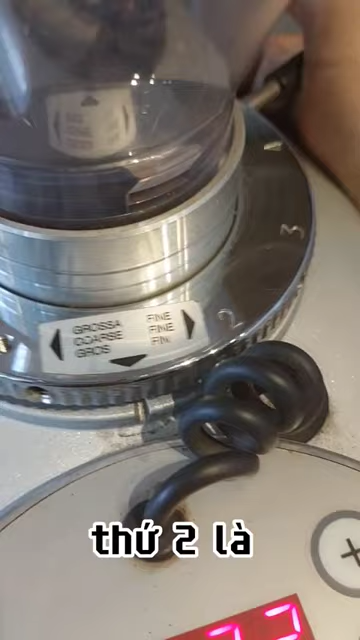 3
2
GROSSA FINE
COARSE FINE
GROS FIN
thứ 2 là
+